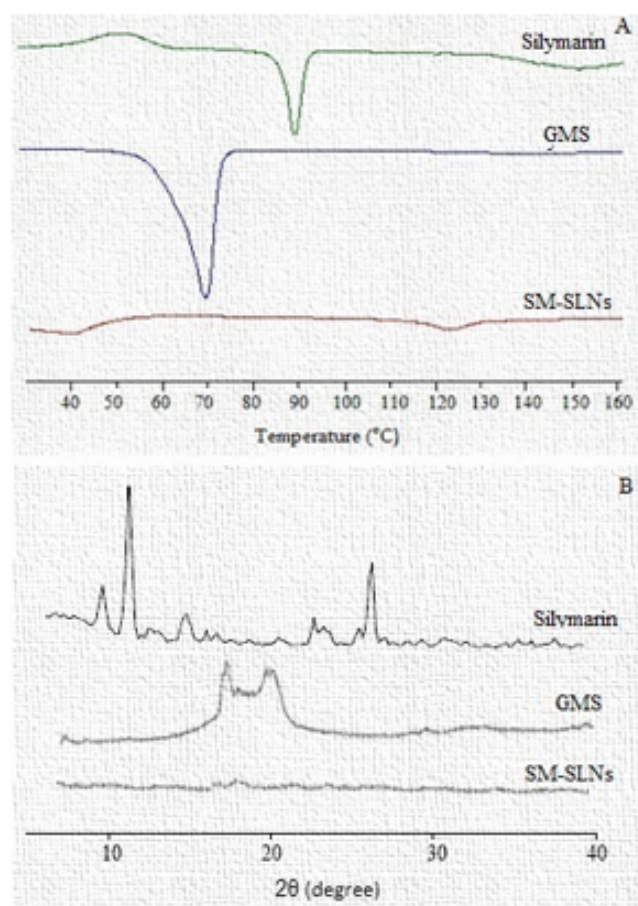 A
Silymarin
GMS
SM-SLNs
40 50 60 70 80 90 100 110 120 130 140 150 160
Temperature (°C)
B
Silymarin
GMS
SM-SLNs
10 20 30 40
2θ (degree)